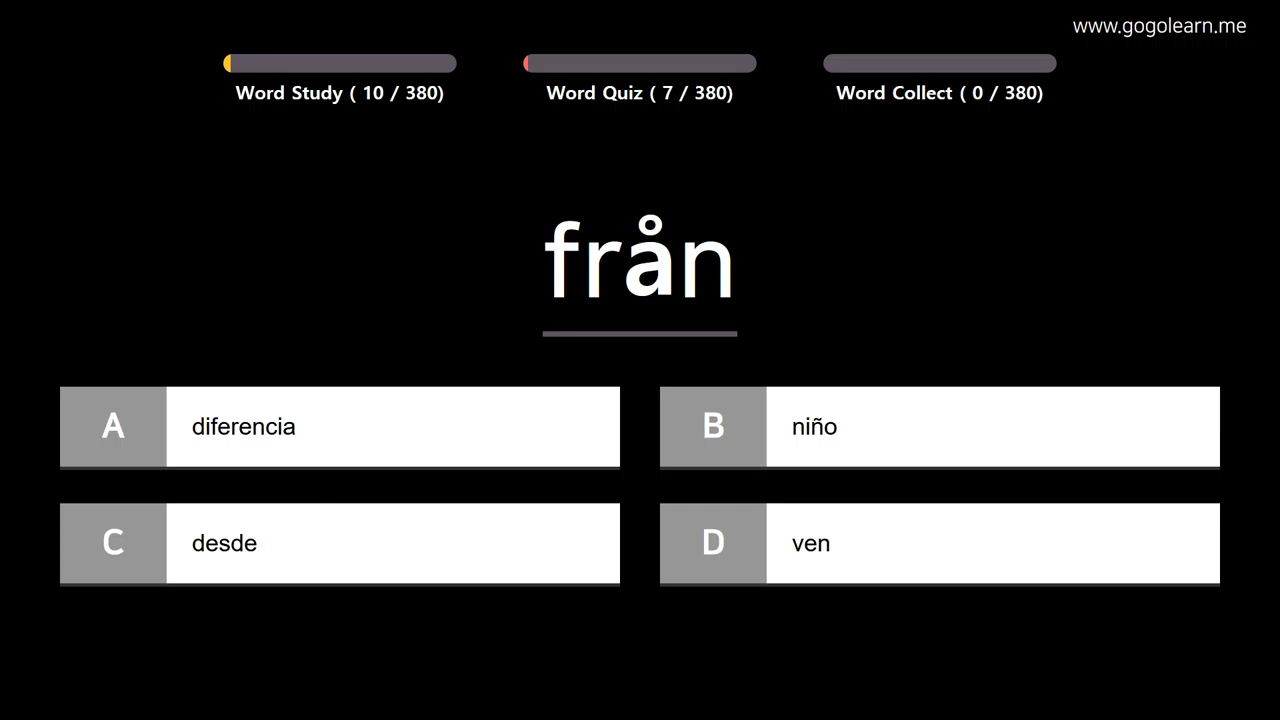 www.gogolearn.me
Word Study ( 10 / 380)
Word Quiz ( 7 / 380)
Word Collect ( 0 / 380)
från
A
diferencia
B
niño
C
desde
D
ven